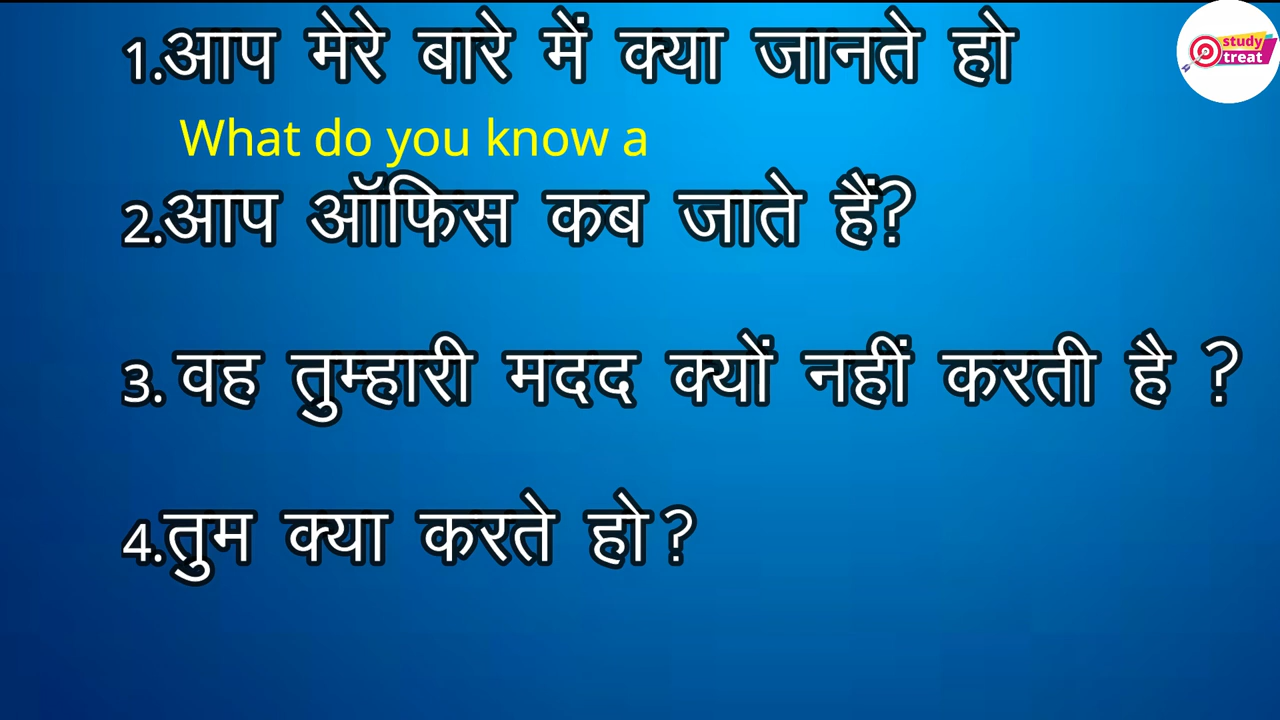 1.आप मेरे बारे में क्या जानते हो
What do you know a
2.आप ऑफिस कब जाते हैं?
3. वह तुम्हारी मदद क्यों नहीं करती है ?
4.तुम क्या करते हो?
study
treat